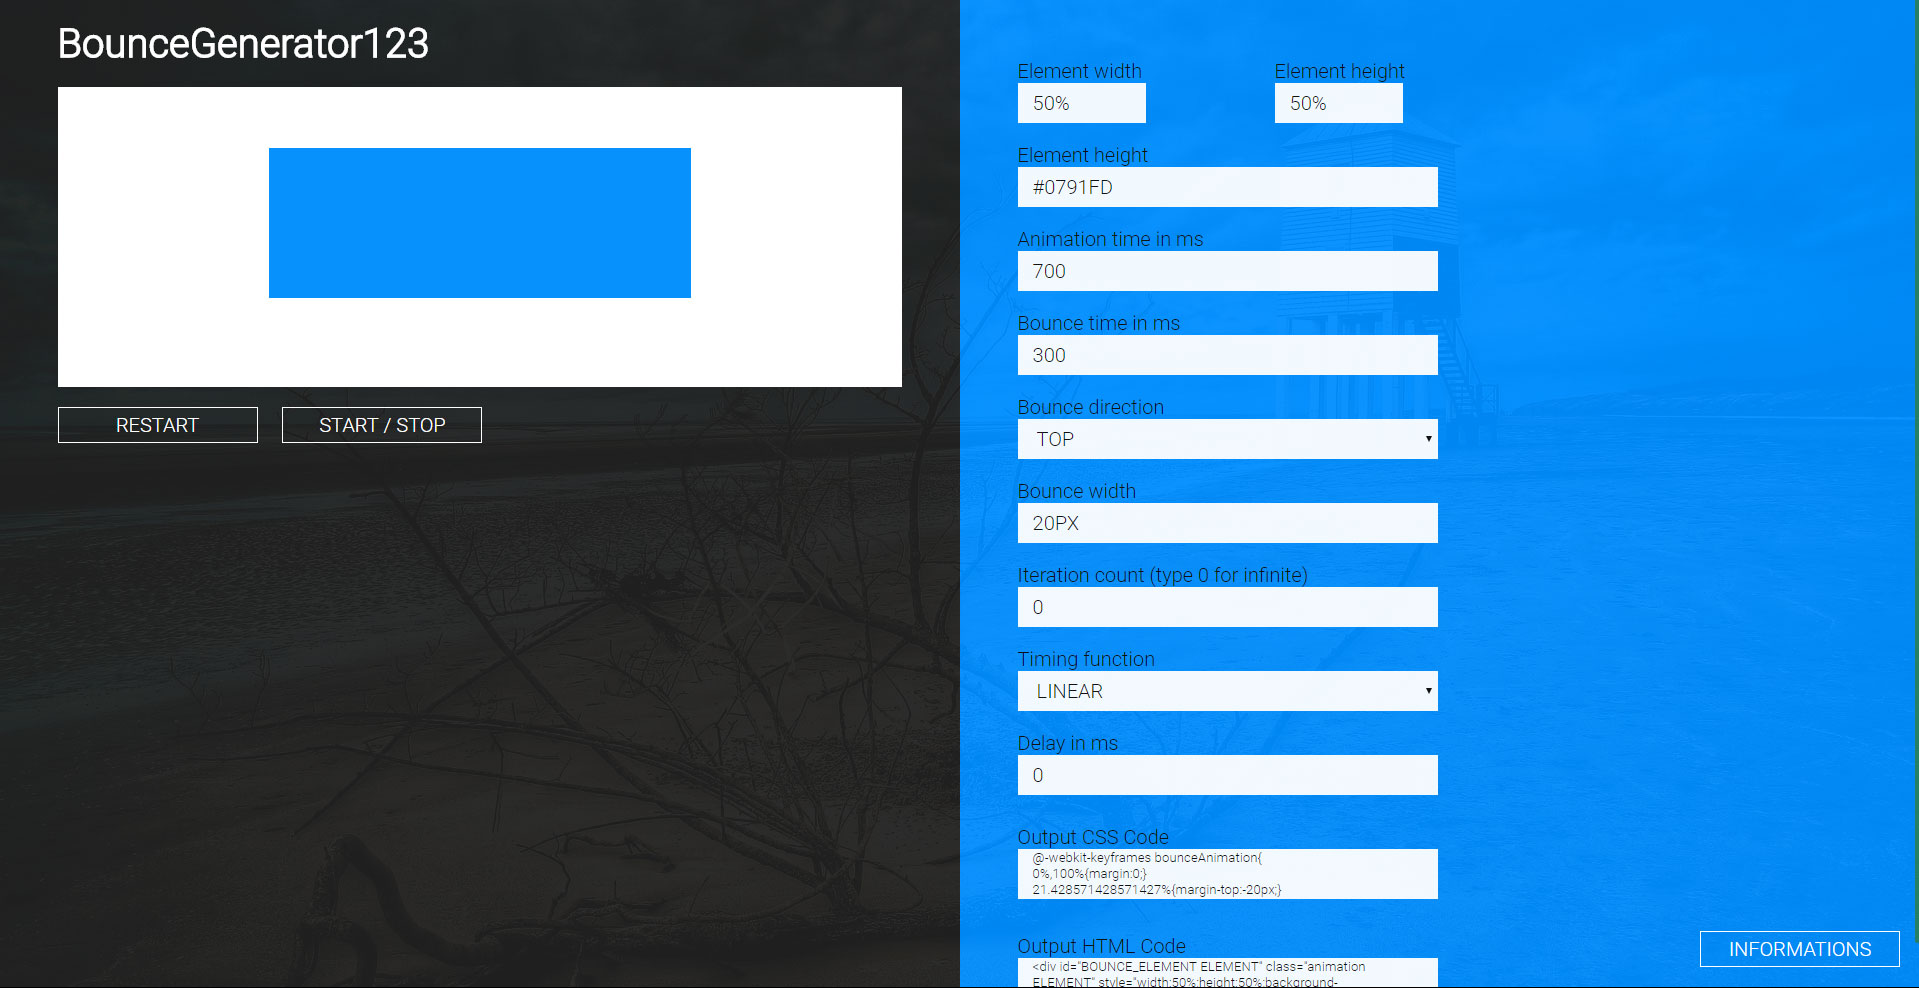 BounceGenerator123
RESTART
START / STOP
Element width
Element height
50%
50%
Element height
#0791FD
Animation time in ms
700
Bounce time in ms
300
Bounce direction
TOP
Bounce width
20PX
Iteration count (type 0 for infinite)
0
Timing function
LINEAR
Delay in ms
0
Output CSS Code
@-webkit-keyframes bounceAnimation{
0%,100%{margin:0;}
21.428571428571427%{margin-top:-20px;}
Output HTML Code
<div id="BOUNCE_ELEMENT ELEMENT" class="animation
ELEMENT" style="width:50%;height:50%;background-
INFORMATIONS